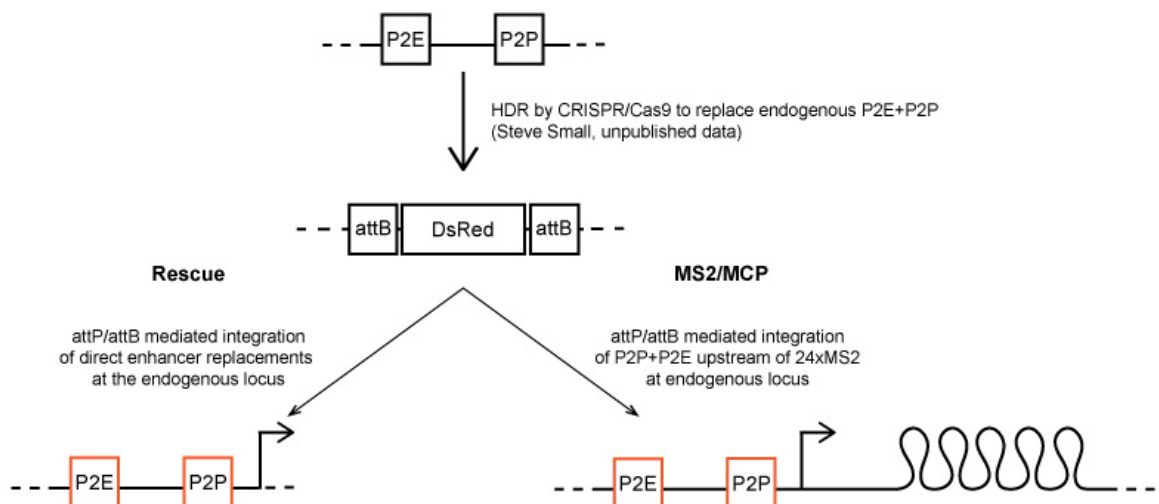 P2E P2P
HDR by CRISPR/Cas9 to replace endogenous P2E+P2P
(Steve Small, unpublished data)
attB DsRed attB
Rescue
attP/attB mediated integration
of direct enhancer replacements
at the endogenous locus
MS2/MCP
attP/attB mediated integration
of P2P+P2E upstream of 24xMS2
at endogenous locus
P2E P2P
P2E P2P